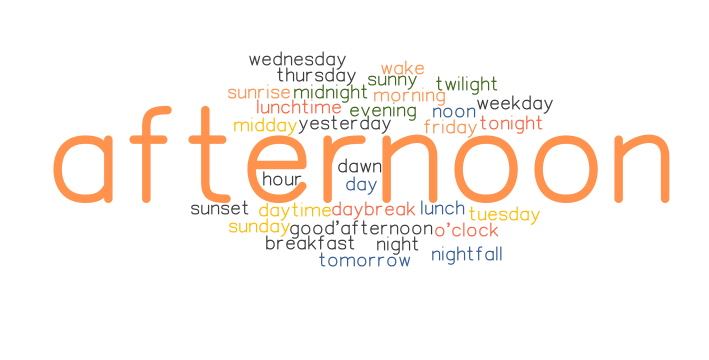 wednesday
thursday wake
sunny twilight
sunrise midnight morning
lunchtime evening noon weekday
midday yesterday friday tonight
afternoon
dawn
hour day
sunset daytime daybreak lunch tuesday
sunday good'afternoon o'clock
breakfast night
tomorrow nightfall